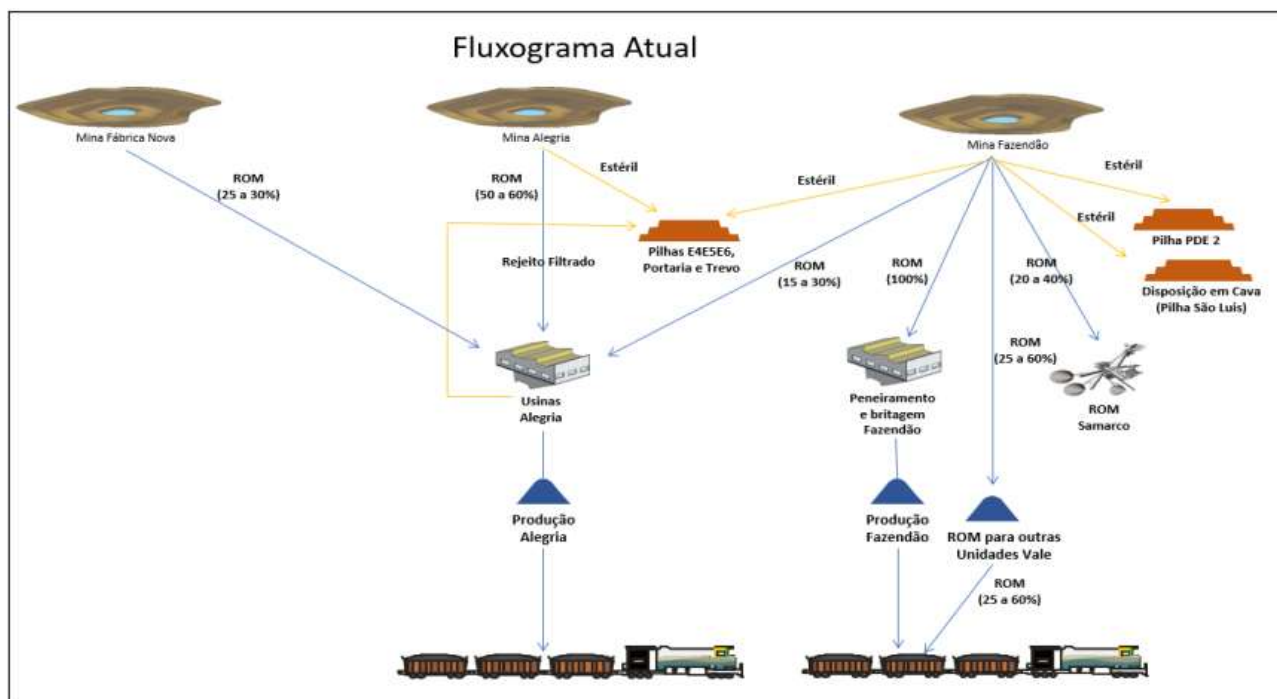 Fluxograma Atual
Mina Fábrica Nova
Mina Alegria
Mina Fazendão
ROM
(25 a 30%)
ROM
(50 a 60%)
Estéril
Estéril
Estéril
Estéril
Pilhas E4E5E6,
Portaria e Trevo
Pilha PDE 2
Rejeito Filtrado
ROM
(15 a 30%)
ROM
(100%)
ROM
(20 a 40%)
Disposição em Cava
(Pilha São Luis)
ROM
(25 a 60%)
Usinas
Alegria
Peneiramento
e britagem
Fazendão
ROM
Samarco
Produção
Alegria
Produção
Fazendão
ROM para outras
Unidades Vale
ROM
(25 a 60%)